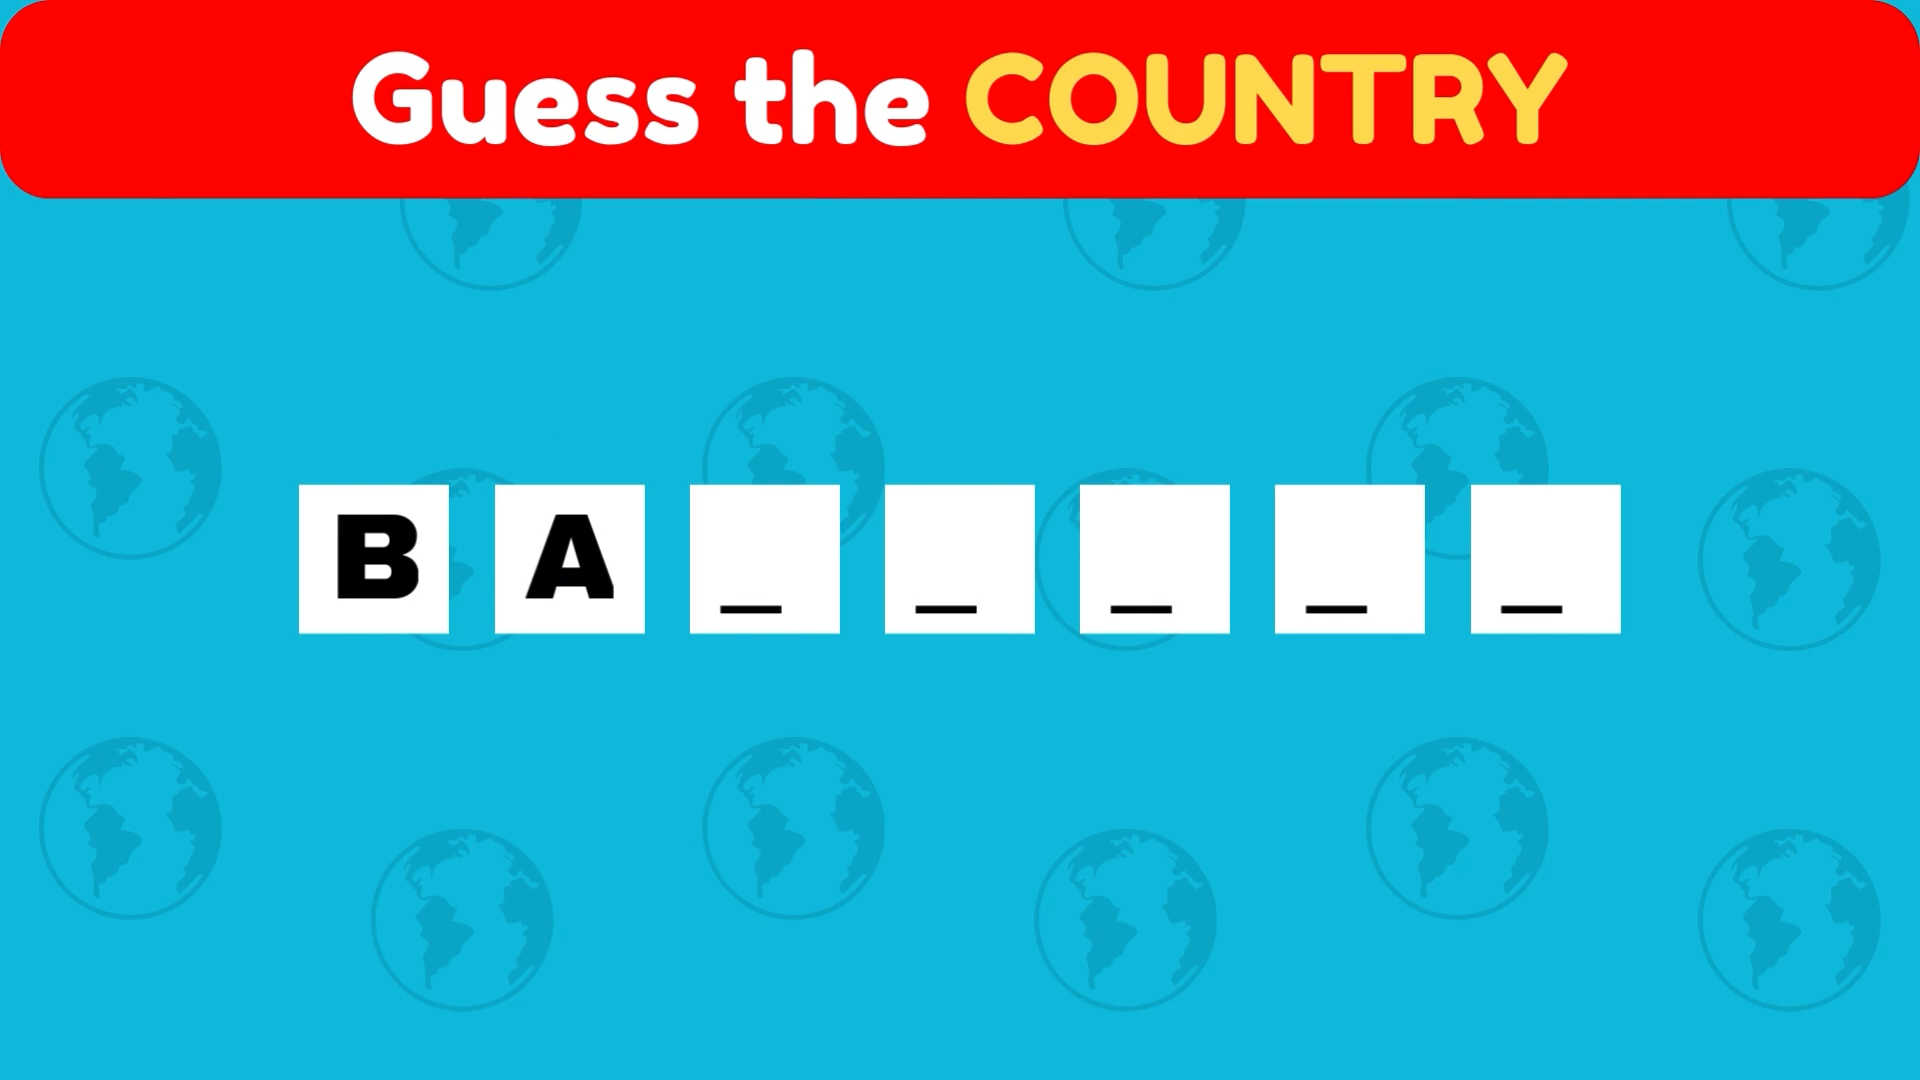 Guess the COUNTRY
B A _ _ _ _ _